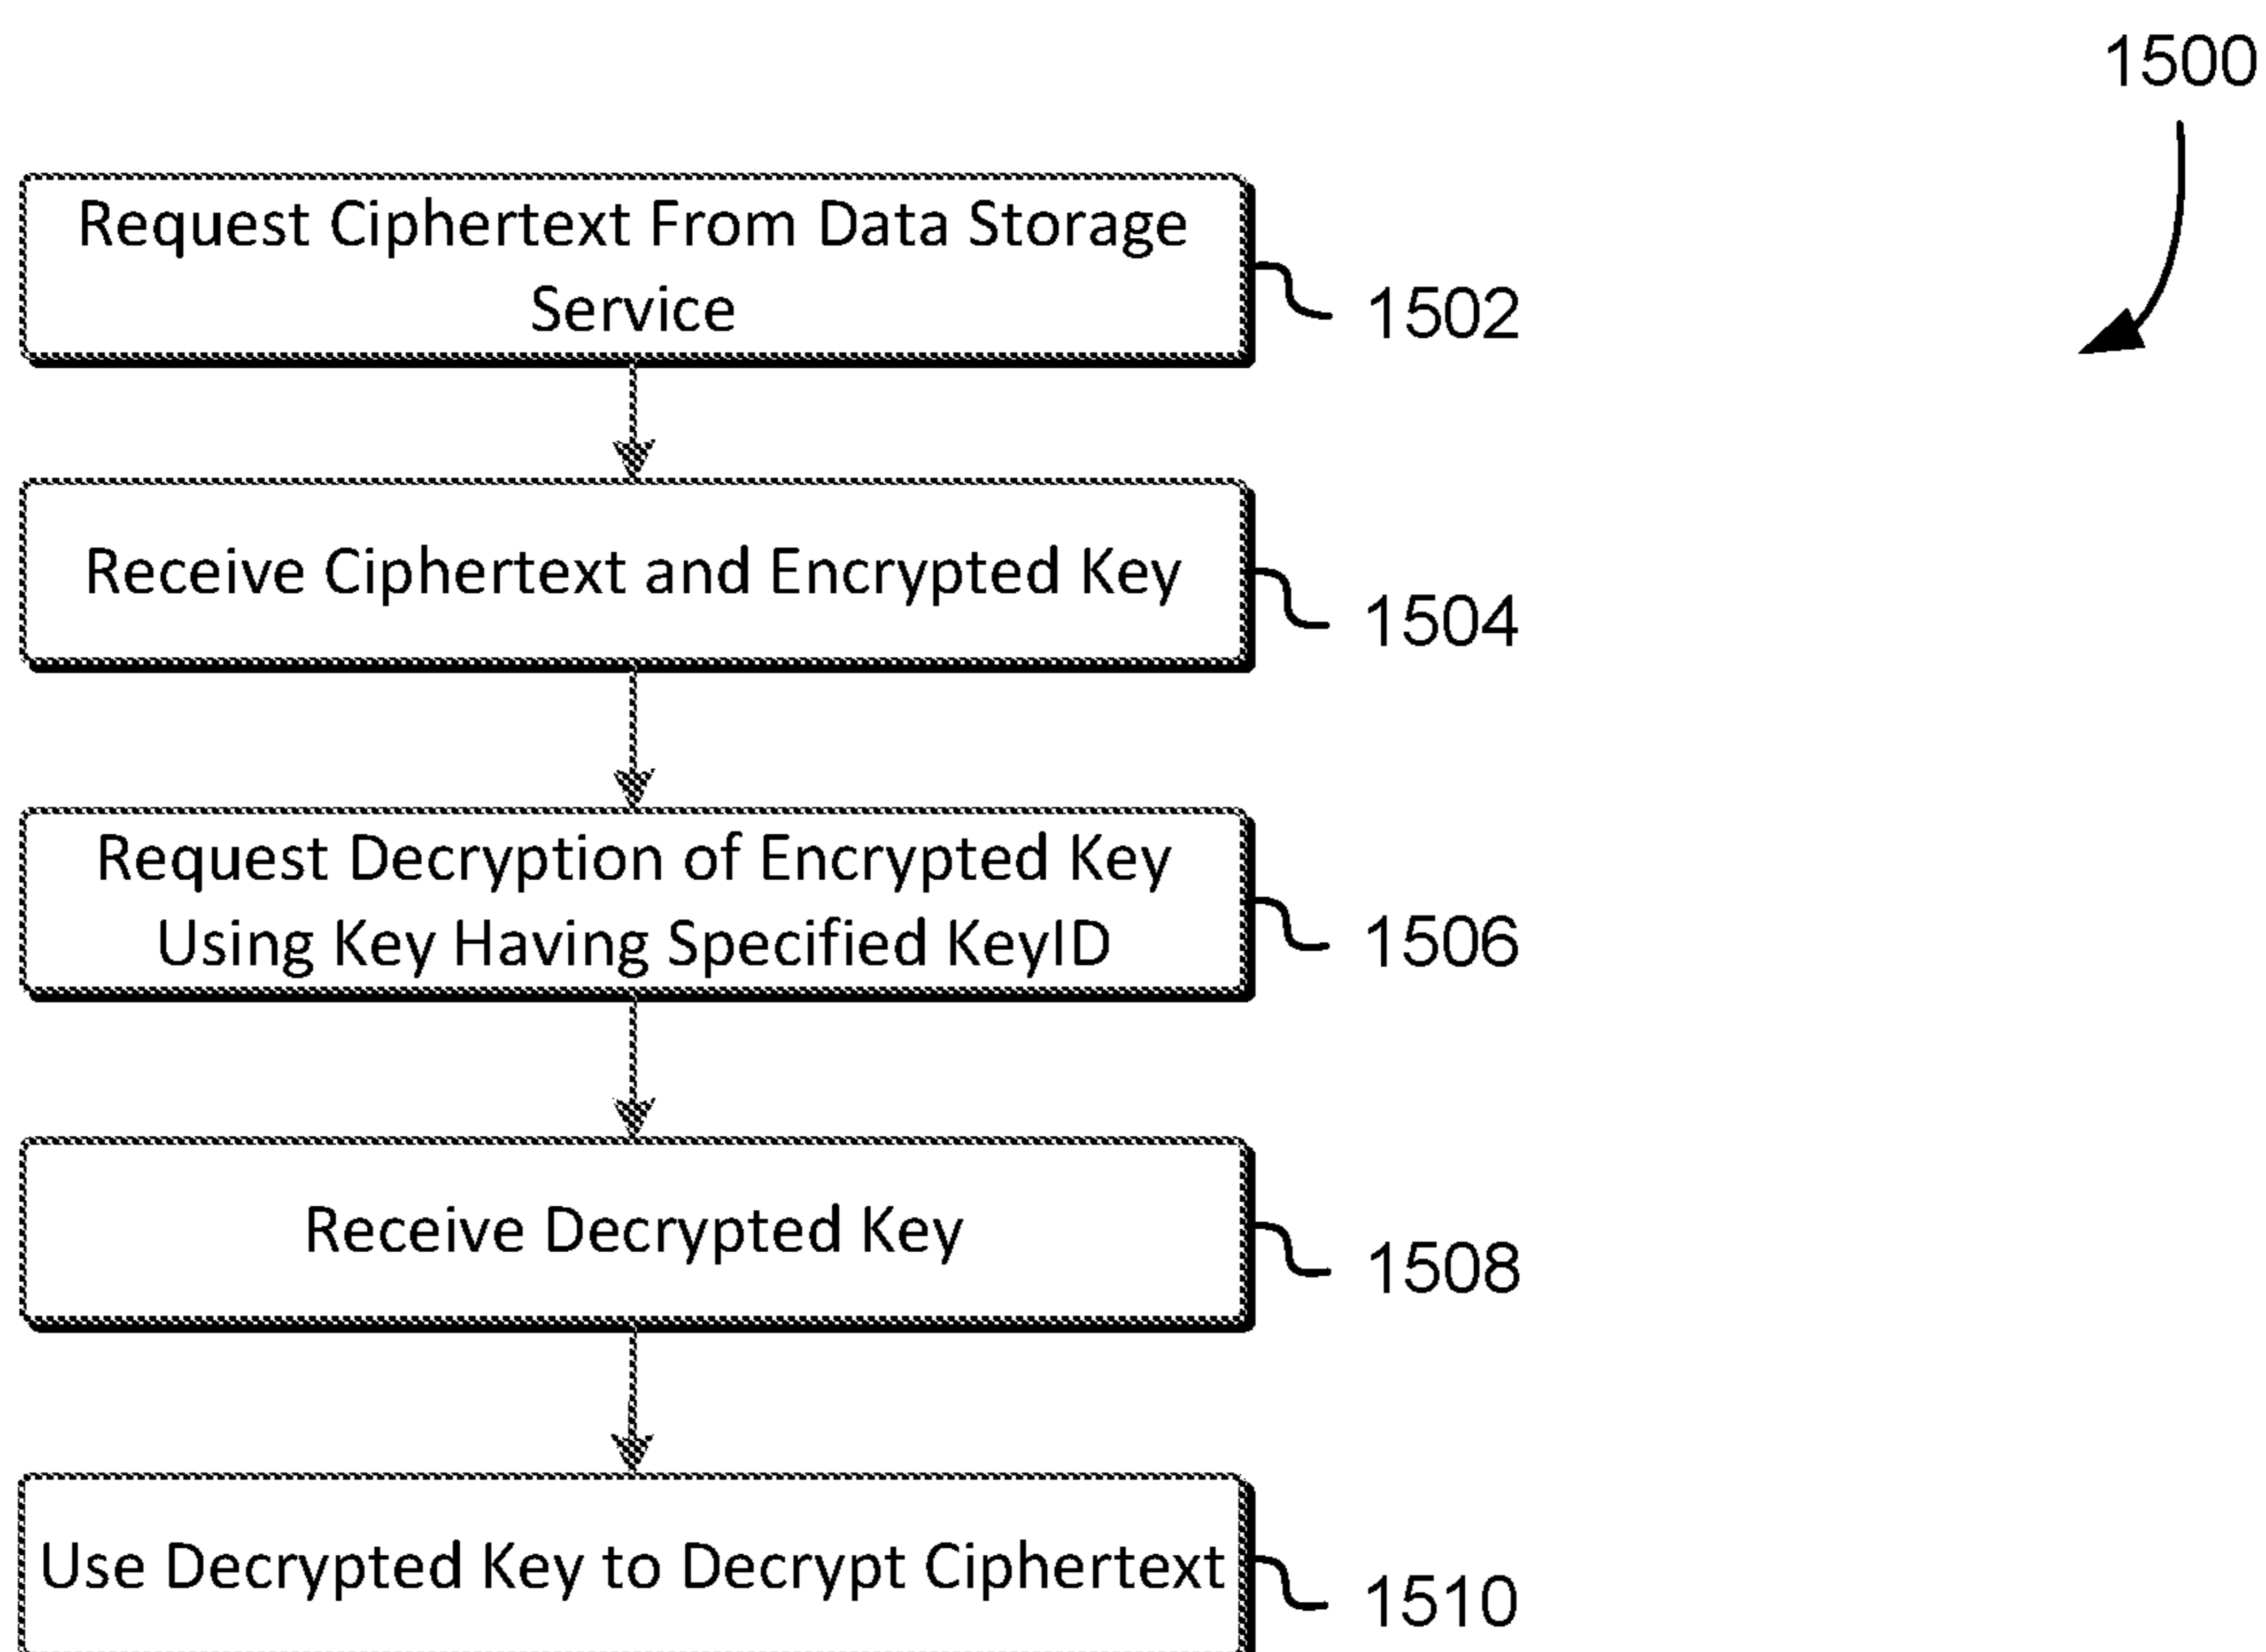 1500
Request Ciphertext From Data Storage
Service
1502
Receive Ciphertext and Encrypted Key
1504
Request Decryption of Encrypted Key
Using Key Having Specified KeyID
1506
Receive Decrypted Key
1508
Use Decrypted Key to Decrypt Ciphertext
1510